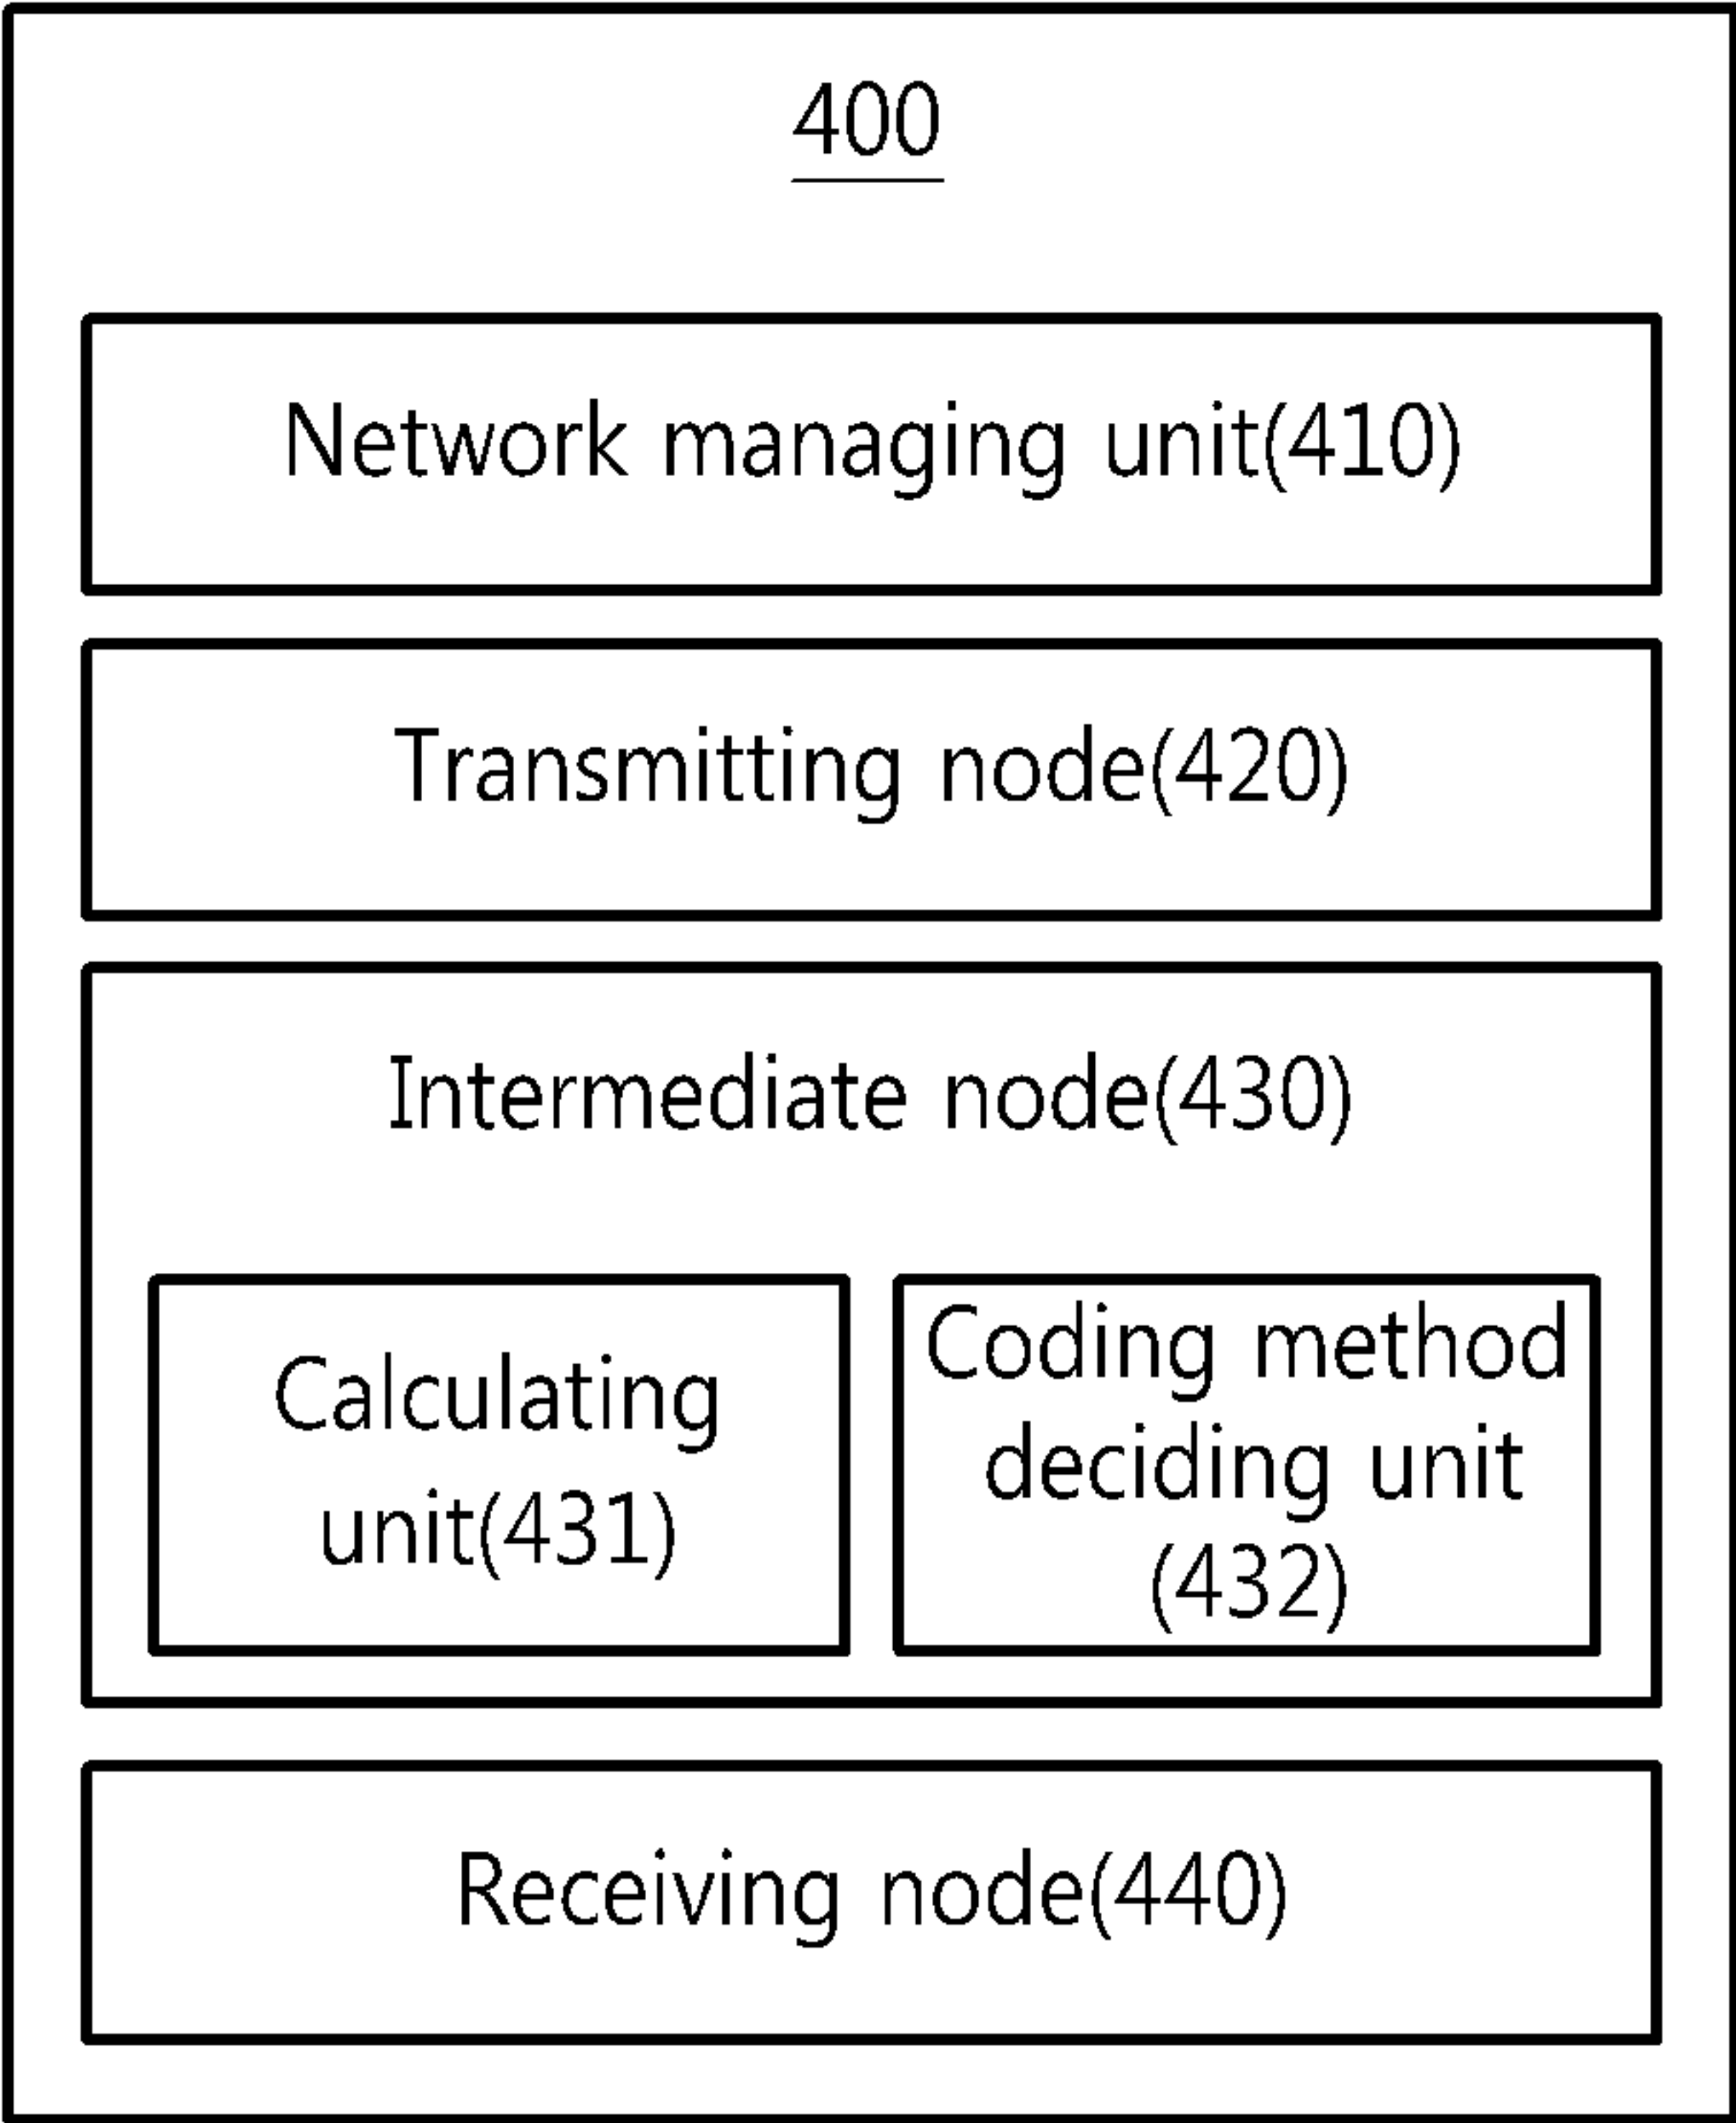 400
Network managing unit(410)
Transmitting node(420)
Intermediate node(430)
Calculating
unit(431)
Coding method
deciding unit
(432)
Receiving node(440)